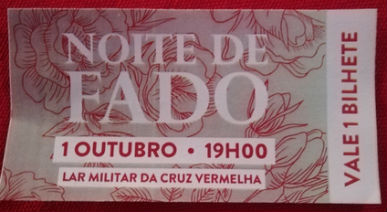 NOITE DE
FADO
1 OUTUBRO • 19H00
LAR MILITAR DA CRUZ VERMELHA
VALE 1 BILHETE